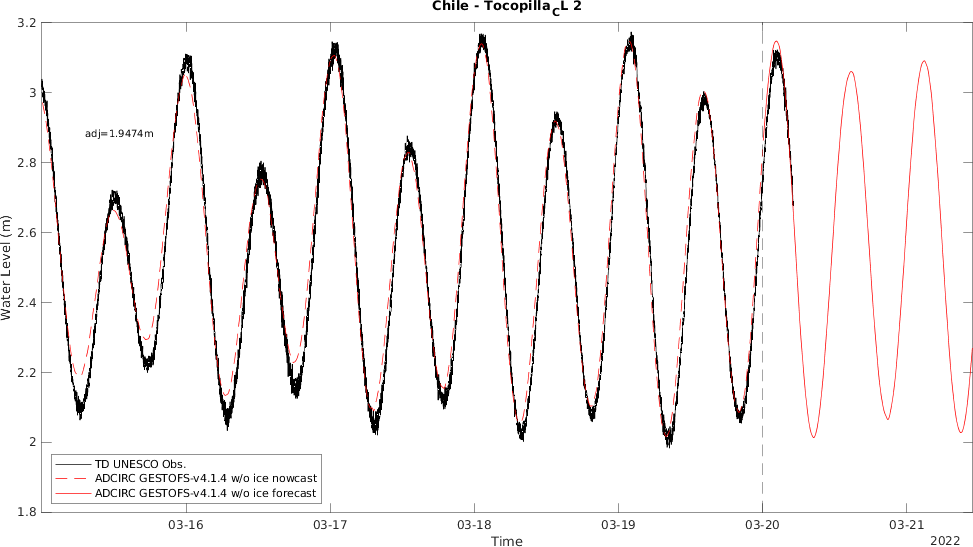 Chile - Tocopilla_CL 2
3.2
3
2.8
2.6
2.4
2.2
2
1.8
Water Level (m)
adj=1.9474m
TD UNESCO Obs.
ADCIRC GESTOFS-v4.1.4 w/o ice nowcast
ADCIRC GESTOFS-v4.1.4 w/o ice forecast
03-16 03-17 03-18 03-19 03-20 03-21
Time
2022